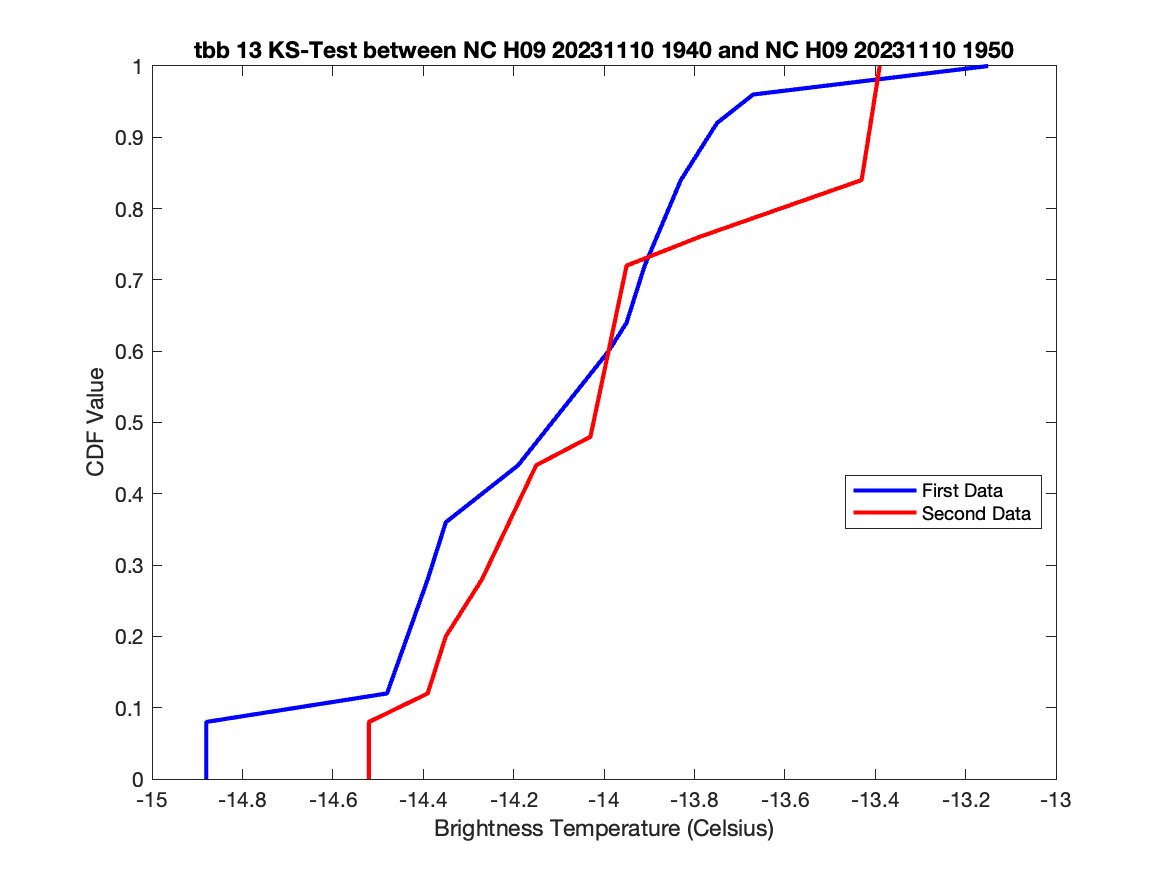 tbb 13 KS-Test between NC H09 20231110 1940 and NC H09 20231110 1950
1
0.9
0.8
0.7
0.6
0.5
0.4
0.3
0.2
0.1
0
CDF Value
First Data
Second Data
-15 -14.8 -14.6 -14.4 -14.2 -14 -13.8 -13.6 -13.4 -13.2 -13
Brightness Temperature (Celsius)